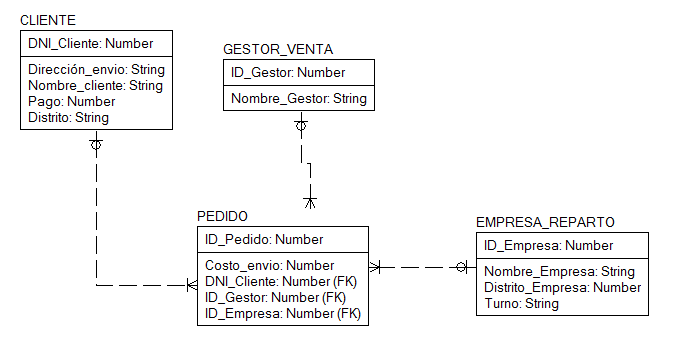 CLIENTE
DNI_Cliente: Number
Dirección_envio: String
Nombre_cliente: String
Pago: Number
Distrito: String
GESTOR_VENTA
ID_Gestor: Number
Nombre_Gestor: String
PEDIDO
ID_Pedido: Number
Costo_envio: Number
DNI_Cliente: Number (FK)
ID_Gestor: Number (FK)
ID_Empresa: Number (FK)
EMPRESA_REPARTO
ID_Empresa: Number
Nombre_Empresa: String
Distrito_Empresa: Number
Turno: String